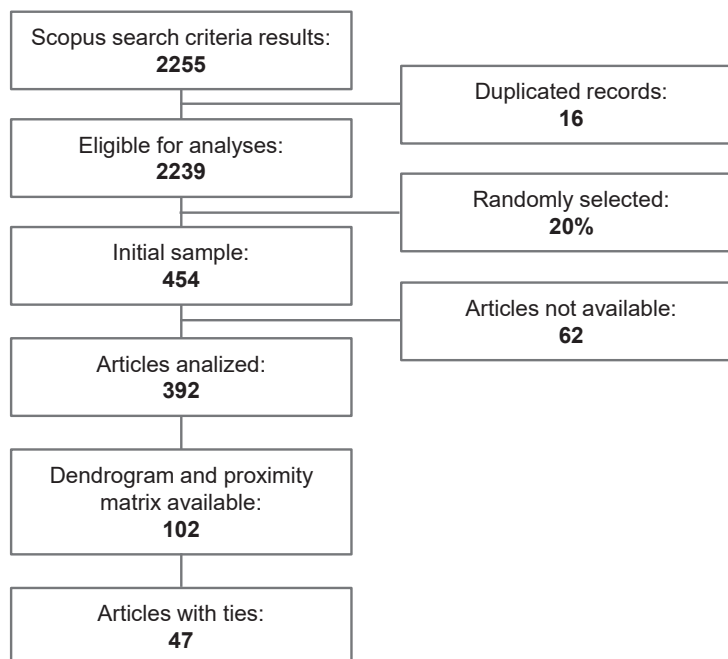 Scopus search criteria results:
2255
Duplicated records:
16
Eligible for analyses:
2239
Randomly selected:
20%
Initial sample:
454
Articles not available:
62
Articles analized:
392
Dendrogram and proximity
matrix available:
102
Articles with ties:
47